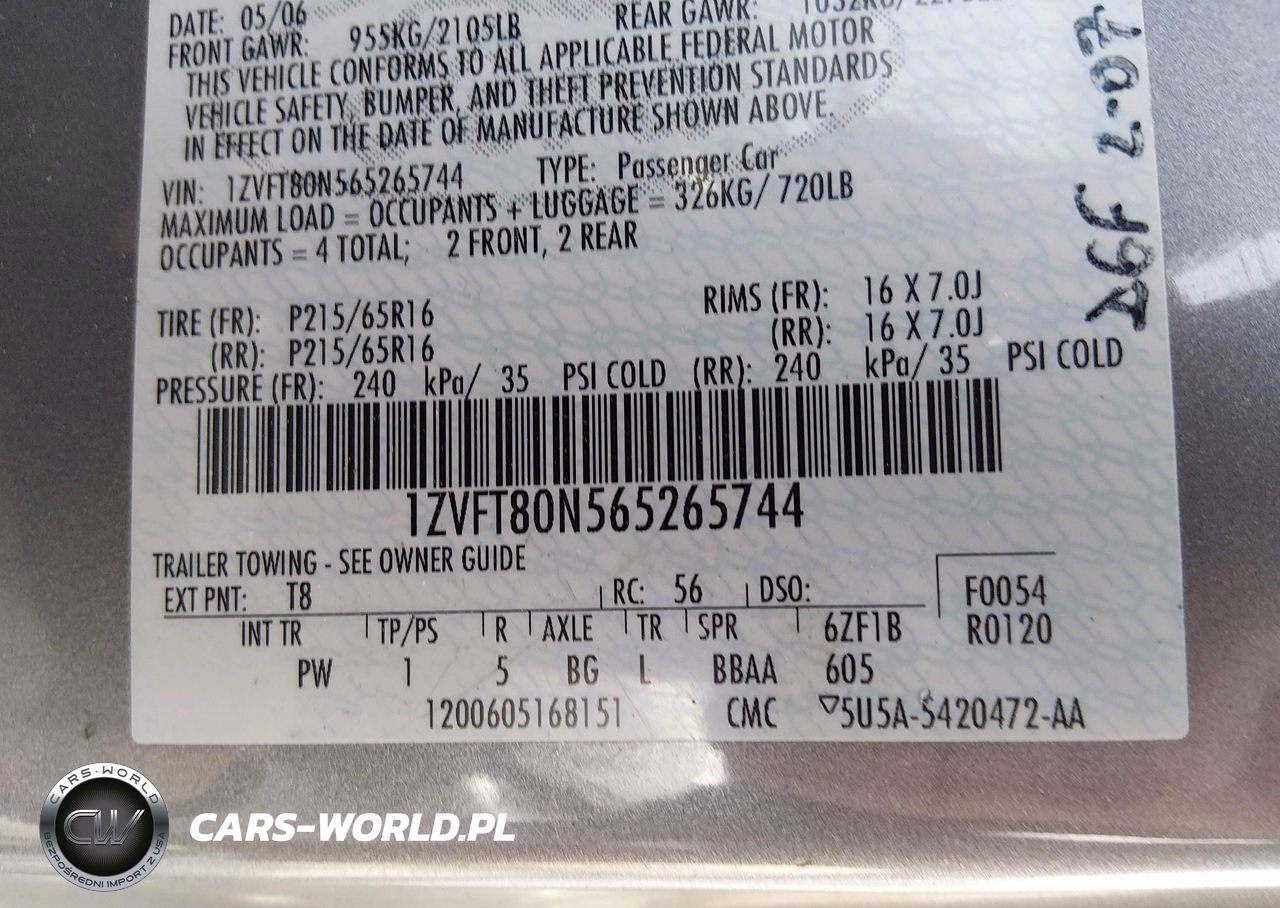 DATE: 05/06
FRONT GAWR: 955KG/2105LB REAR GAWR:
THIS VEHICLE CONFORMS TO ALL APPLICABLE FEDERAL MOTOR
VEHICLE SAFETY, BUMPER, AND THEFT PREVENTION STANDARDS
IN EFFECT ON THE DATE OF MANUFACTURE SHOWN ABOVE.
VIN: 1ZVFT80N565265744 TYPE: Passenger Car
MAXIMUM LOAD = OCCUPANTS + LUGGAGE = 326KG/ 720LB
OCCUPANTS = 4 TOTAL; 2 FRONT, 2 REAR
TIRE (FR): P215/65R16 RIMS (FR): 16 X 7.0J
(RR): P215/65R16 (RR): 16 X 7.0J
PRESSURE (FR): 240 kPa/ 35 PSI COLD (RR): 240 kPa/ 35 PSI COLD
1ZVFT80N565265744
TRAILER TOWING - SEE OWNER GUIDE
EXT PNT: T8 RC: 56 DSO: F0054
INT TR TP/PS R AXLE TR SPR 6ZF1B R0120
PW 1 5 BG L BBAA 605
1200605168151 CMC ▽5U5A-S420472-AA
CARS-WORLD
CW
BEZPOŚREDNI IMPORT Z USA
CARS-WORLD.PL